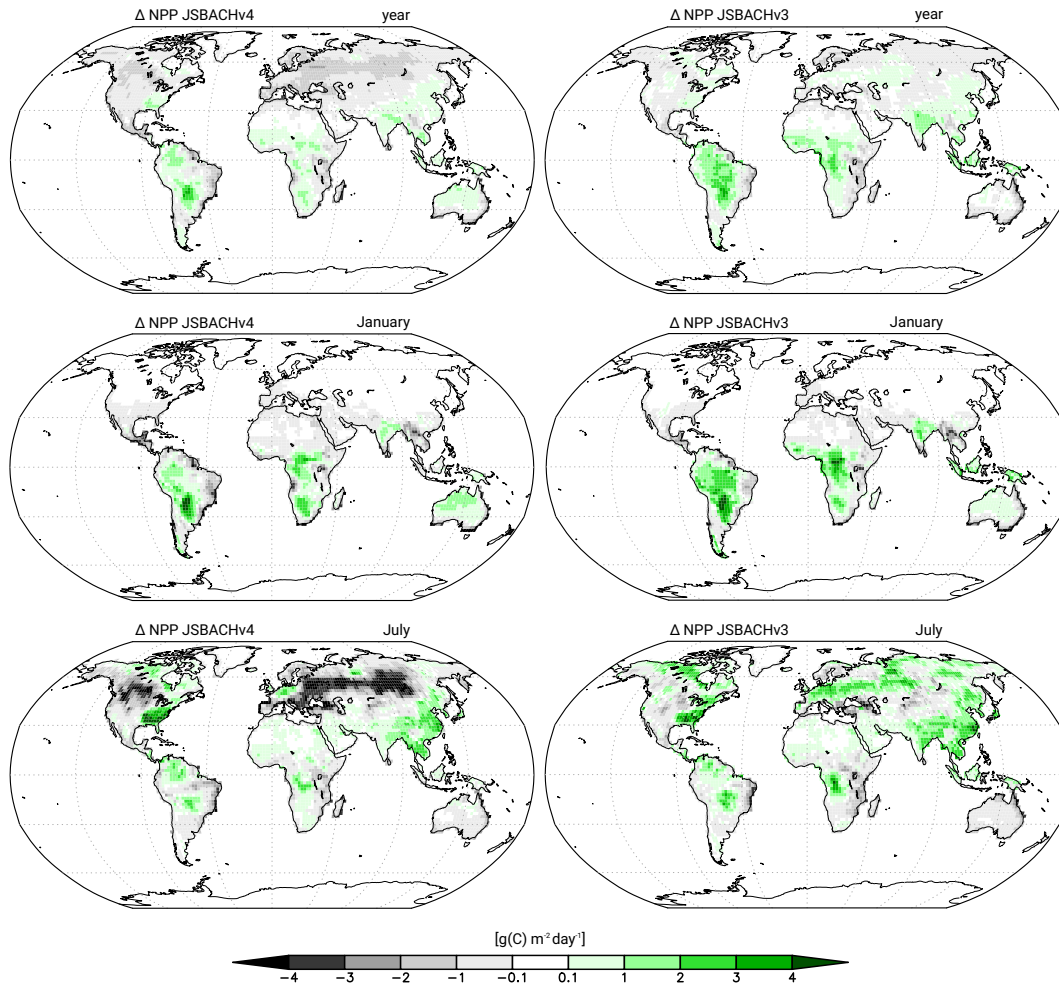 Δ NPP JSBACHv4 year
Δ NPP JSBACHv3 year
Δ NPP JSBACHv4 January
Δ NPP JSBACHv3 January
Δ NPP JSBACHv4 July
Δ NPP JSBACHv3 July
[g(C) m⁻² day⁻¹]
−4 −3 −2 −1 −0.1 0.1 1 2 3 4